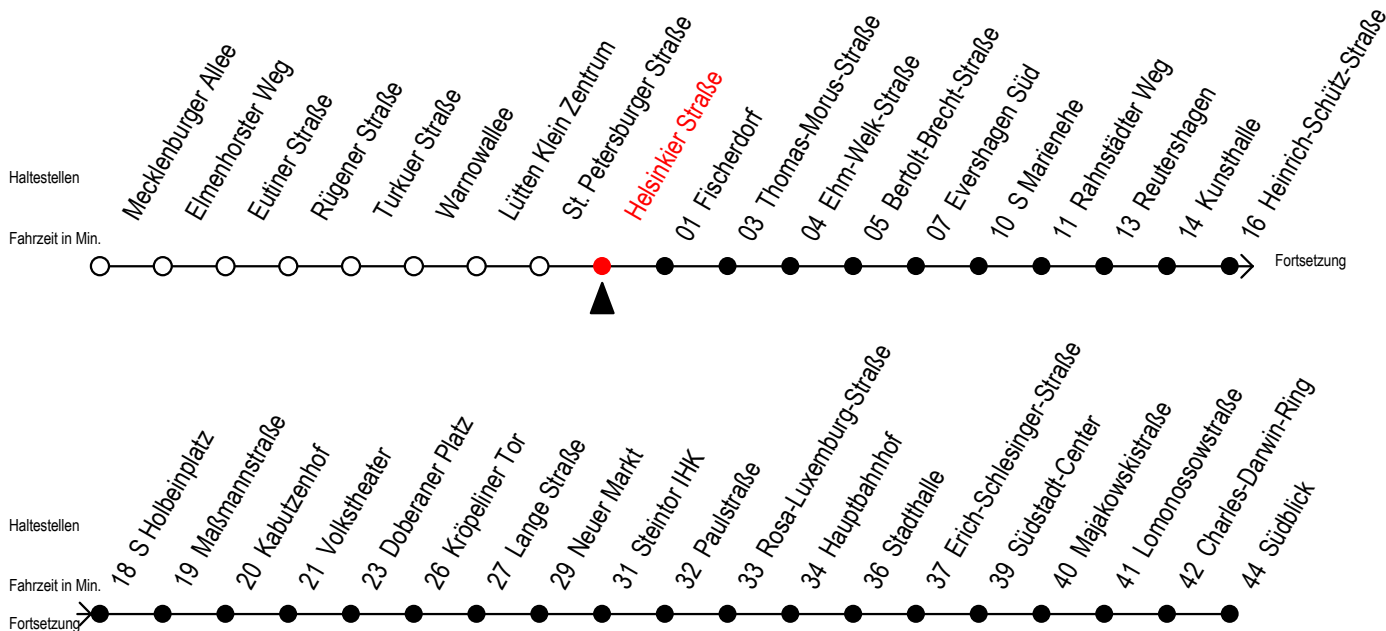 Haltestellen
Mecklenburger Allee
Elmenhorster Weg
Eutiner Straße
Rügener Straße
Turkuer Straße
Warnowallee
Lütten Klein Zentrum
St. Petersburger Straße
Helsinkier Straße
01 Fischerdorf
03 Thomas-Morus-Straße
04 Ehm-Welk-Straße
05 Bertolt-Brecht-Straße
07 Evershagen Süd
10 S Marienehe
11 Rahnstädter Weg
13 Reutershagen
14 Kunsthalle
16 Heinrich-Schütz-Straße
Fahrzeit in Min.
Fortsetzung
Haltestellen
18 S Holbeinplatz
19 Maßmannstraße
20 Kabutzenhof
21 Volkstheater
23 Doberaner Platz
26 Kröpeliner Tor
27 Lange Straße
29 Neuer Markt
31 Steintor IHK
32 Paulstraße
33 Rosa-Luxemburg-Straße
34 Hauptbahnhof
36 Stadthalle
37 Erich-Schlesinger-Straße
39 Südstadt-Center
40 Majakowskistraße
41 Lomonossowstraße
42 Charles-Darwin-Ring
44 Südblick
Fahrzeit in Min.
Fortsetzung